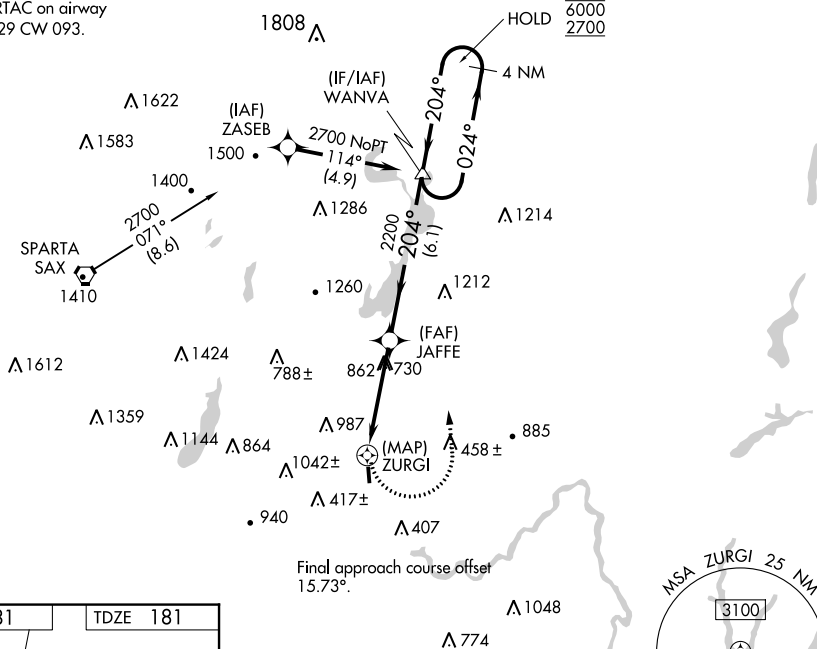 RTAC on airway
29 CW 093.
1808
HOLD
6000
2700
4 NM
(IF/IAF)
WANVA
204°
024°
1622
(IAF)
ZASEB
1583
1500
2700 NoPT
114°
(4.9)
1400
1286
1214
2700
071°
(8.6)
2200
204°
(6.1)
SPARTA
SAX
1410
1260
1212
(FAF)
JAFFE
1612
1424
788±
862
730
1359
987
1144
864
(MAP)
ZURGI
458±
885
1042±
417±
940
407
Final approach course offset
15.73°.
MSA ZURGI 25 NM
3100
1048
774
31
TDZE 181